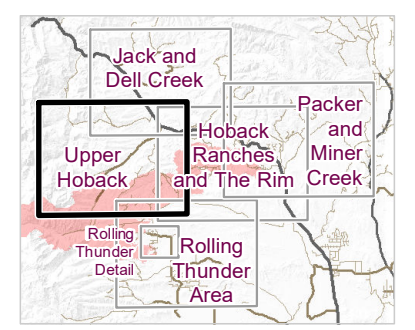 Jack and
Dell Creek
Packer
and
Miner
Creek
Hoback
Ranches
and The Rim
Upper
Hoback
Rolling
Thunder
Detail
Rolling
Thunder
Area